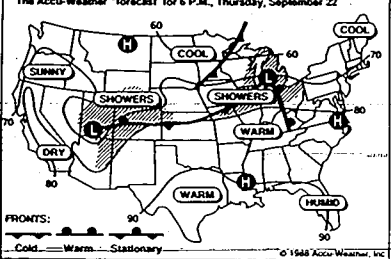 The Accu-Weather forecast for 6 P.M., Thursday, September 22
60
COOL
H
COOL
60
70
SUNNY
L
SHOWERS
SHOWERS
70
L
WARM
80
H
DRY
80
WARM
H
HUMID
FRONTS:
90
90
Cold Warm Stationary
© 1988 Accu-Weather, Inc